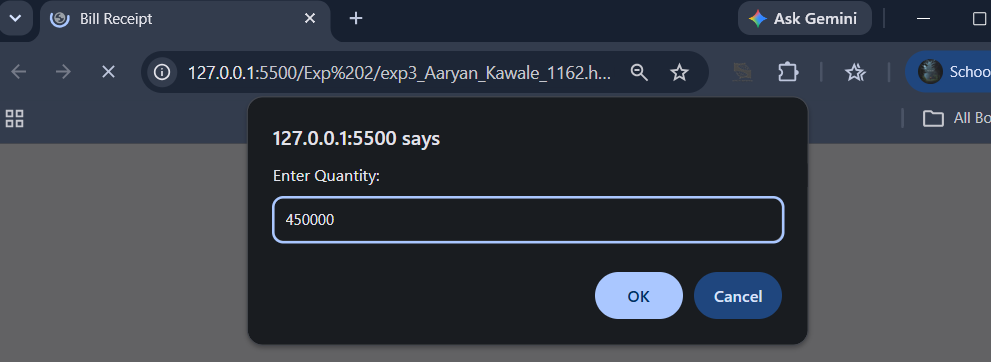 Bill Receipt
Ask Gemini
127.0.0.1:5500/Exp%202/exp3_Aaryan_Kawale_1162.h...
Schoo
All Bo
127.0.0.1:5500 says
Enter Quantity:
450000
OK
Cancel